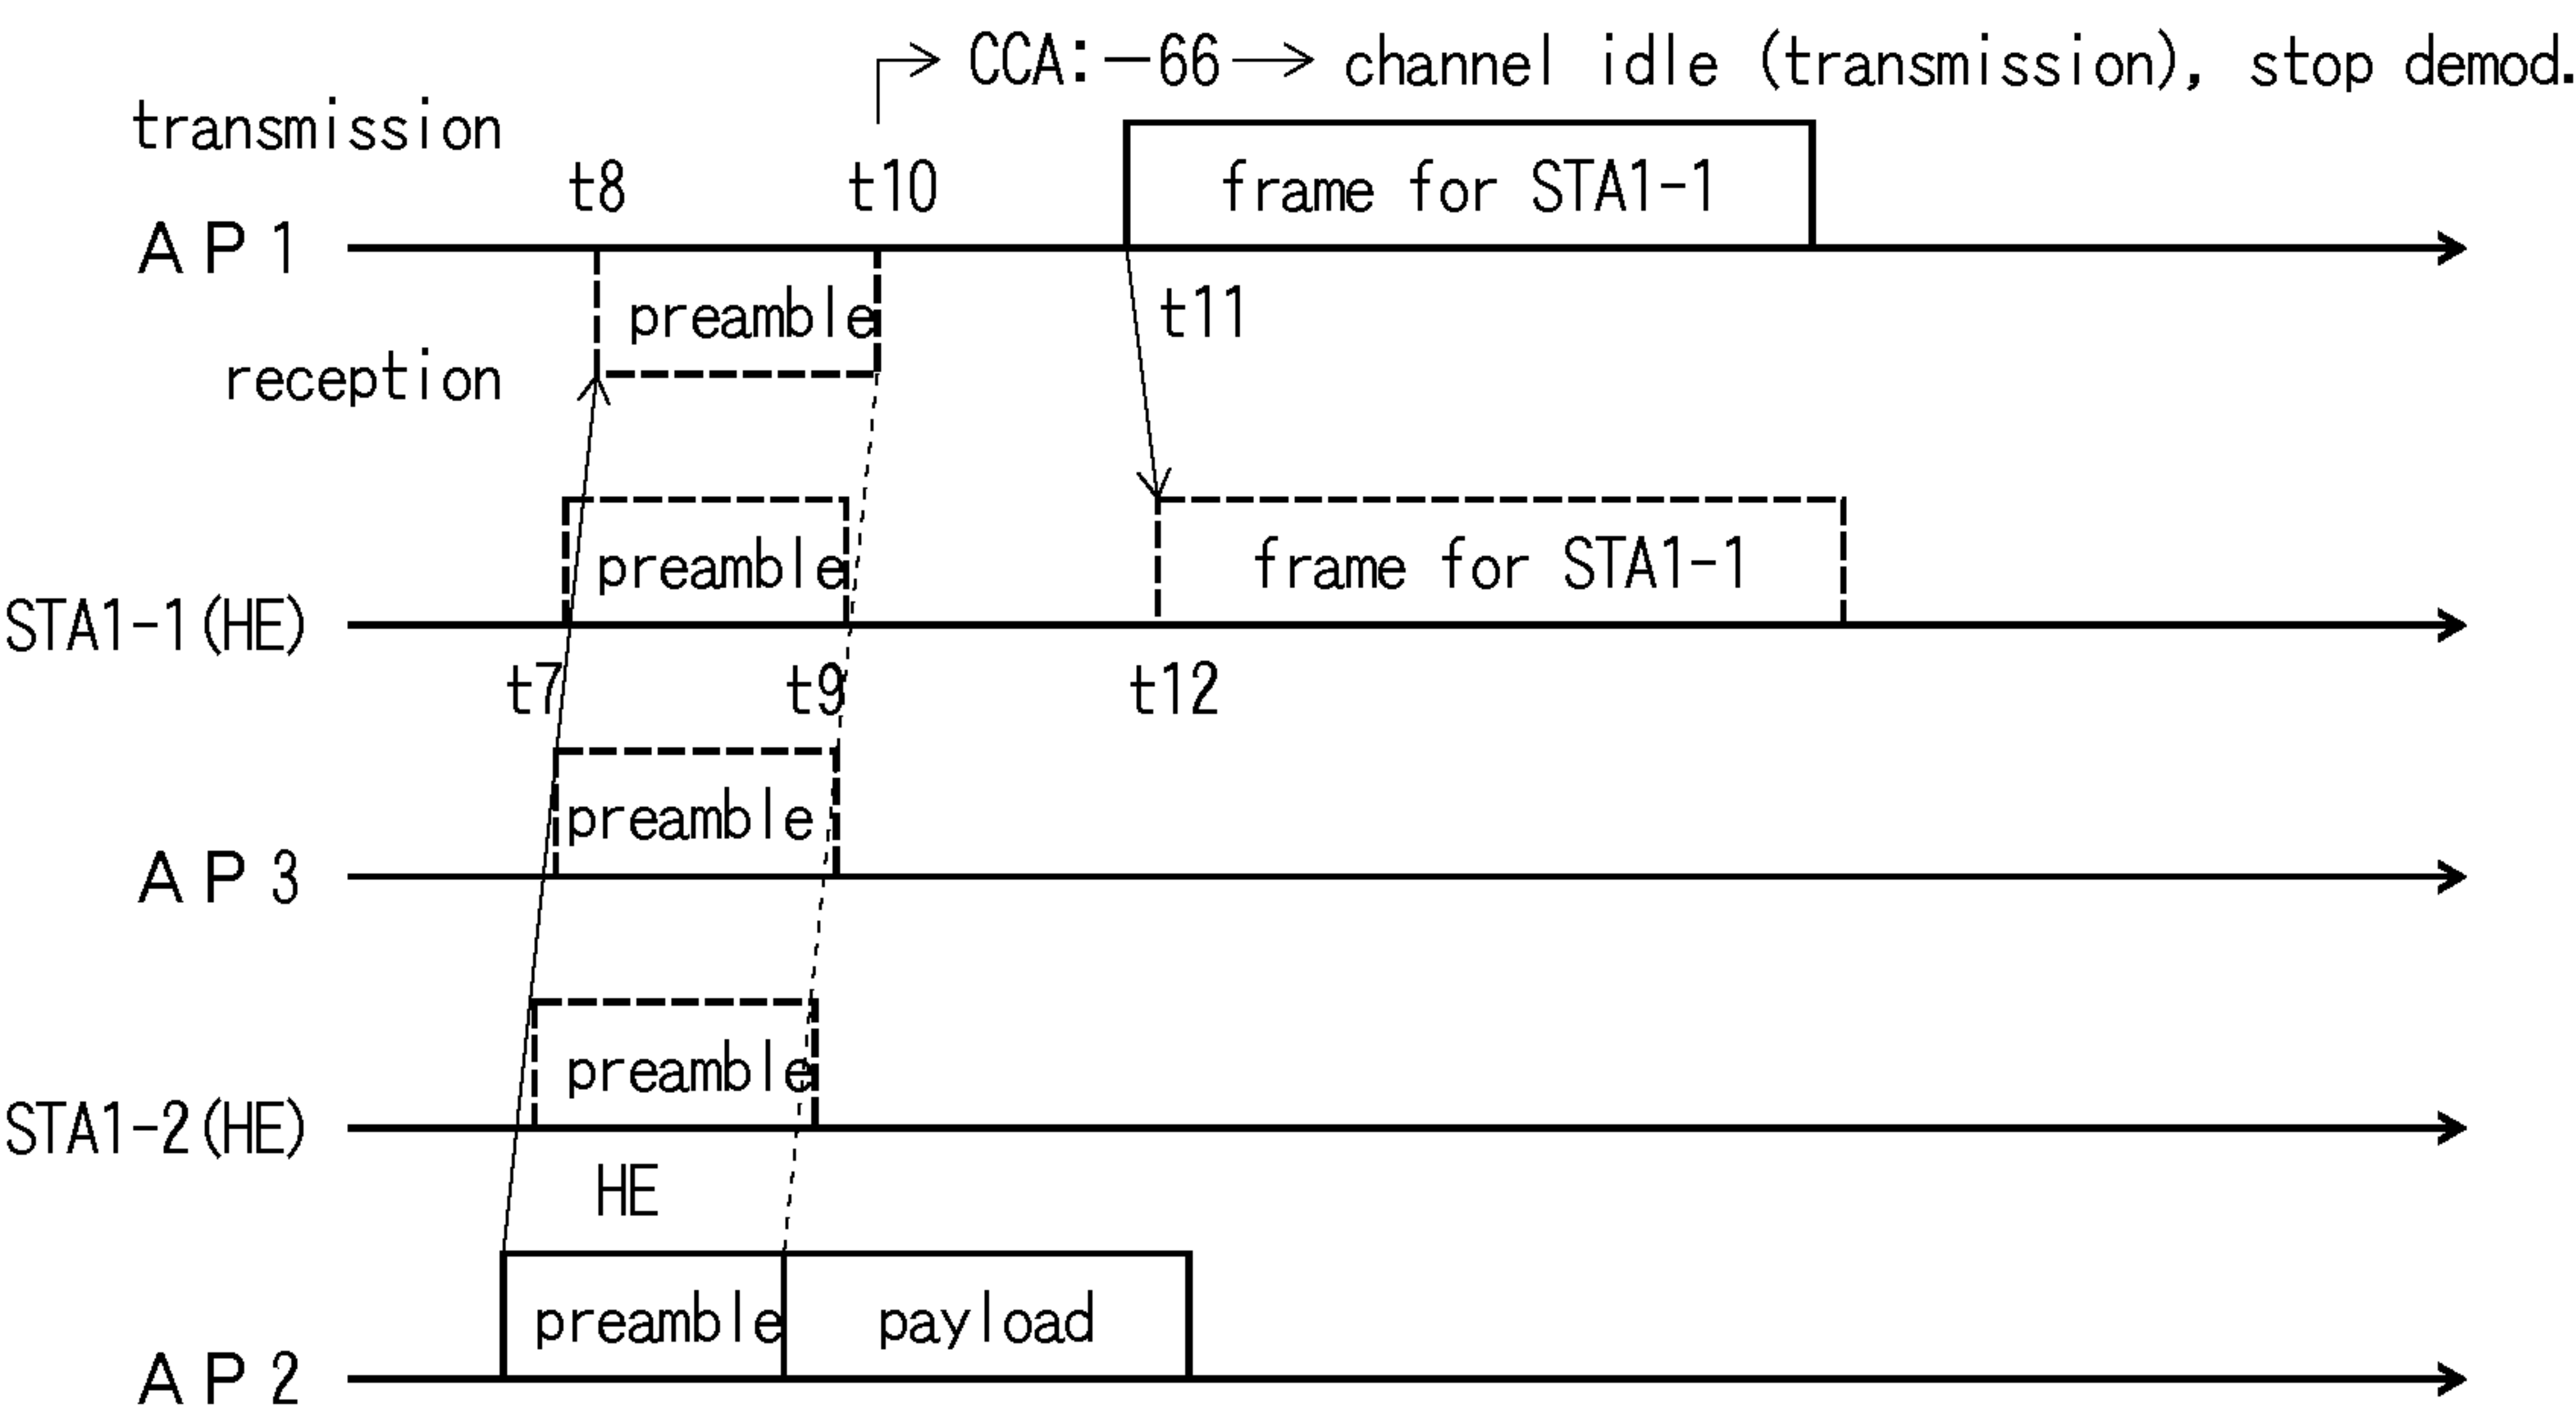 CCA:-66 channel idle (transmission), stop demod.
transmission
t8 t10 frame for STA1-1
AP1
preamble t11
reception
preamble frame for STA1-1
STA1-1(HE)
t7 t9 t12
preamble
AP3
preamble
STA1-2(HE)
HE
preamble payload
AP2